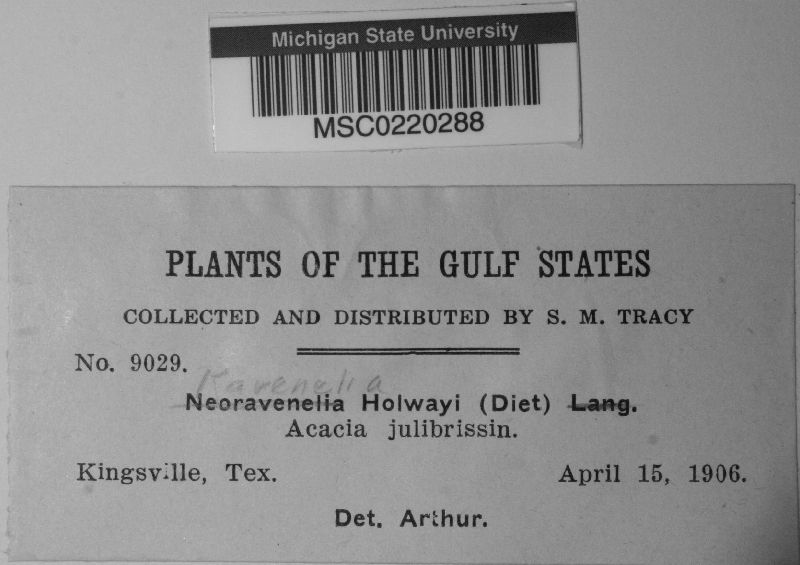 Michigan State University
MSC0220288
PLANTS OF THE GULF STATES
COLLECTED AND DISTRIBUTED BY S. M. TRACY
No. 9029.
Ravenelia
Neoravenelia Holwayi (Diet) Lang.
Acacia julibrissin.
Kingsville, Tex. April 15, 1906.
Det. Arthur.